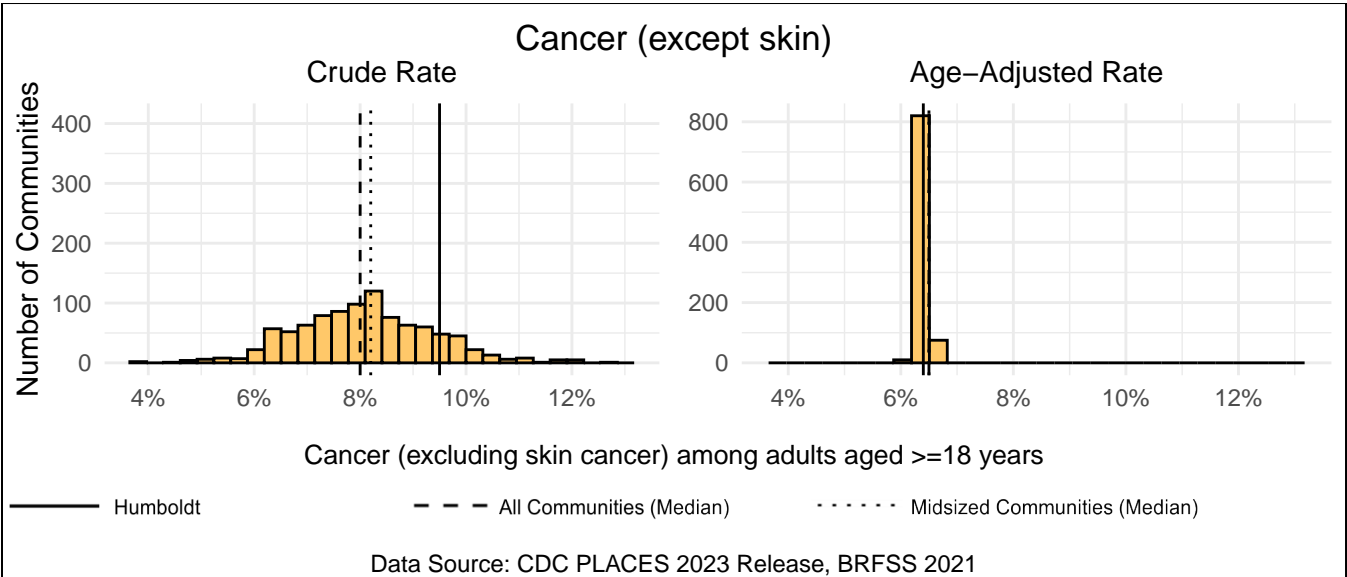 Cancer (except skin)
Crude Rate
Age−Adjusted Rate
Number of Communities
400
300
200
100
0
4%
6%
8%
10%
12%
800
600
400
200
0
4%
6%
8%
10%
12%
Cancer (excluding skin cancer) among adults aged >=18 years
Humboldt
All Communities (Median)
Midsized Communities (Median)
Data Source: CDC PLACES 2023 Release, BRFSS 2021